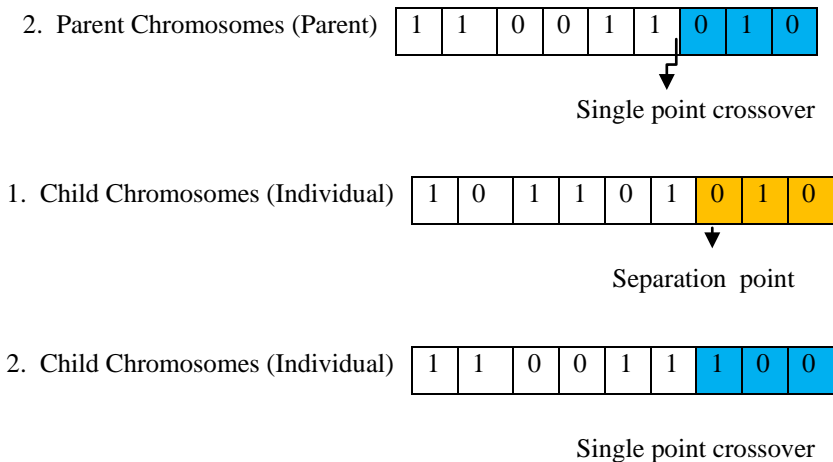 2. Parent Chromosomes (Parent) 1 1 0 0 1 1 0 1 0
Single point crossover
1. Child Chromosomes (Individual) 1 0 1 1 0 1 0 1 0
Separation point
2. Child Chromosomes (Individual) 1 1 0 0 1 1 1 0 0
Single point crossover